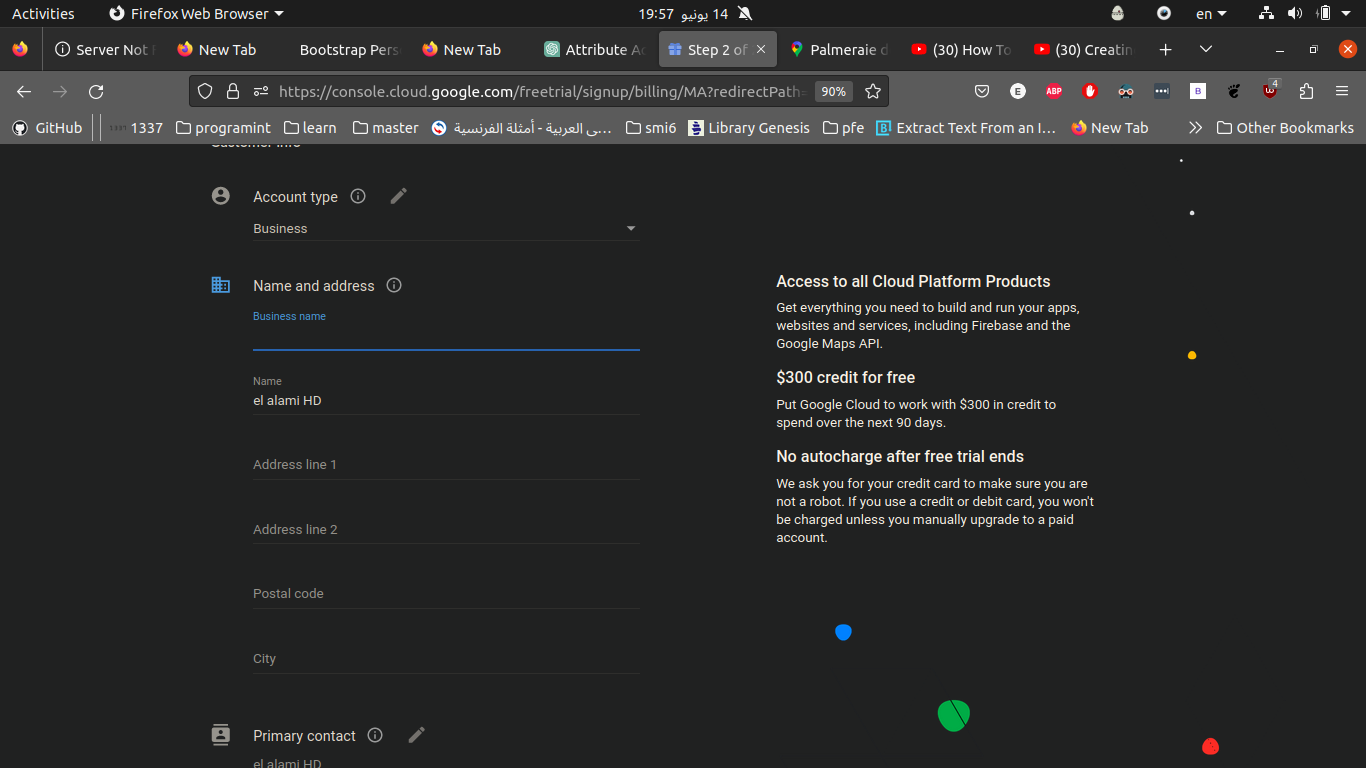 Activities Firefox Web Browser 19:57 14 يونيو en
Server Not New Tab Bootstrap Pers New Tab Attribute Ac Step 2 of Palmeraie d (30) How To (30) Creatin
https://console.cloud.google.com/freetrial/signup/billing/MA?redirectPath= 90% E ABP B 4
GitHub 1337 programint learn master ...ى العربية - أمثلة الفرنسية smi6 Library Genesis pfe Extract Text From an I... New Tab Other Bookmarks
Customer info
Account type
Business
Name and address
Business name
Name
el alami HD
Address line 1
Address line 2
Postal code
City
Primary contact
el alami HD
Access to all Cloud Platform Products
Get everything you need to build and run your apps,
websites and services, including Firebase and the
Google Maps API.
$300 credit for free
Put Google Cloud to work with $300 in credit to
spend over the next 90 days.
No autocharge after free trial ends
We ask you for your credit card to make sure you are
not a robot. If you use a credit or debit card, you won't
be charged unless you manually upgrade to a paid
account.